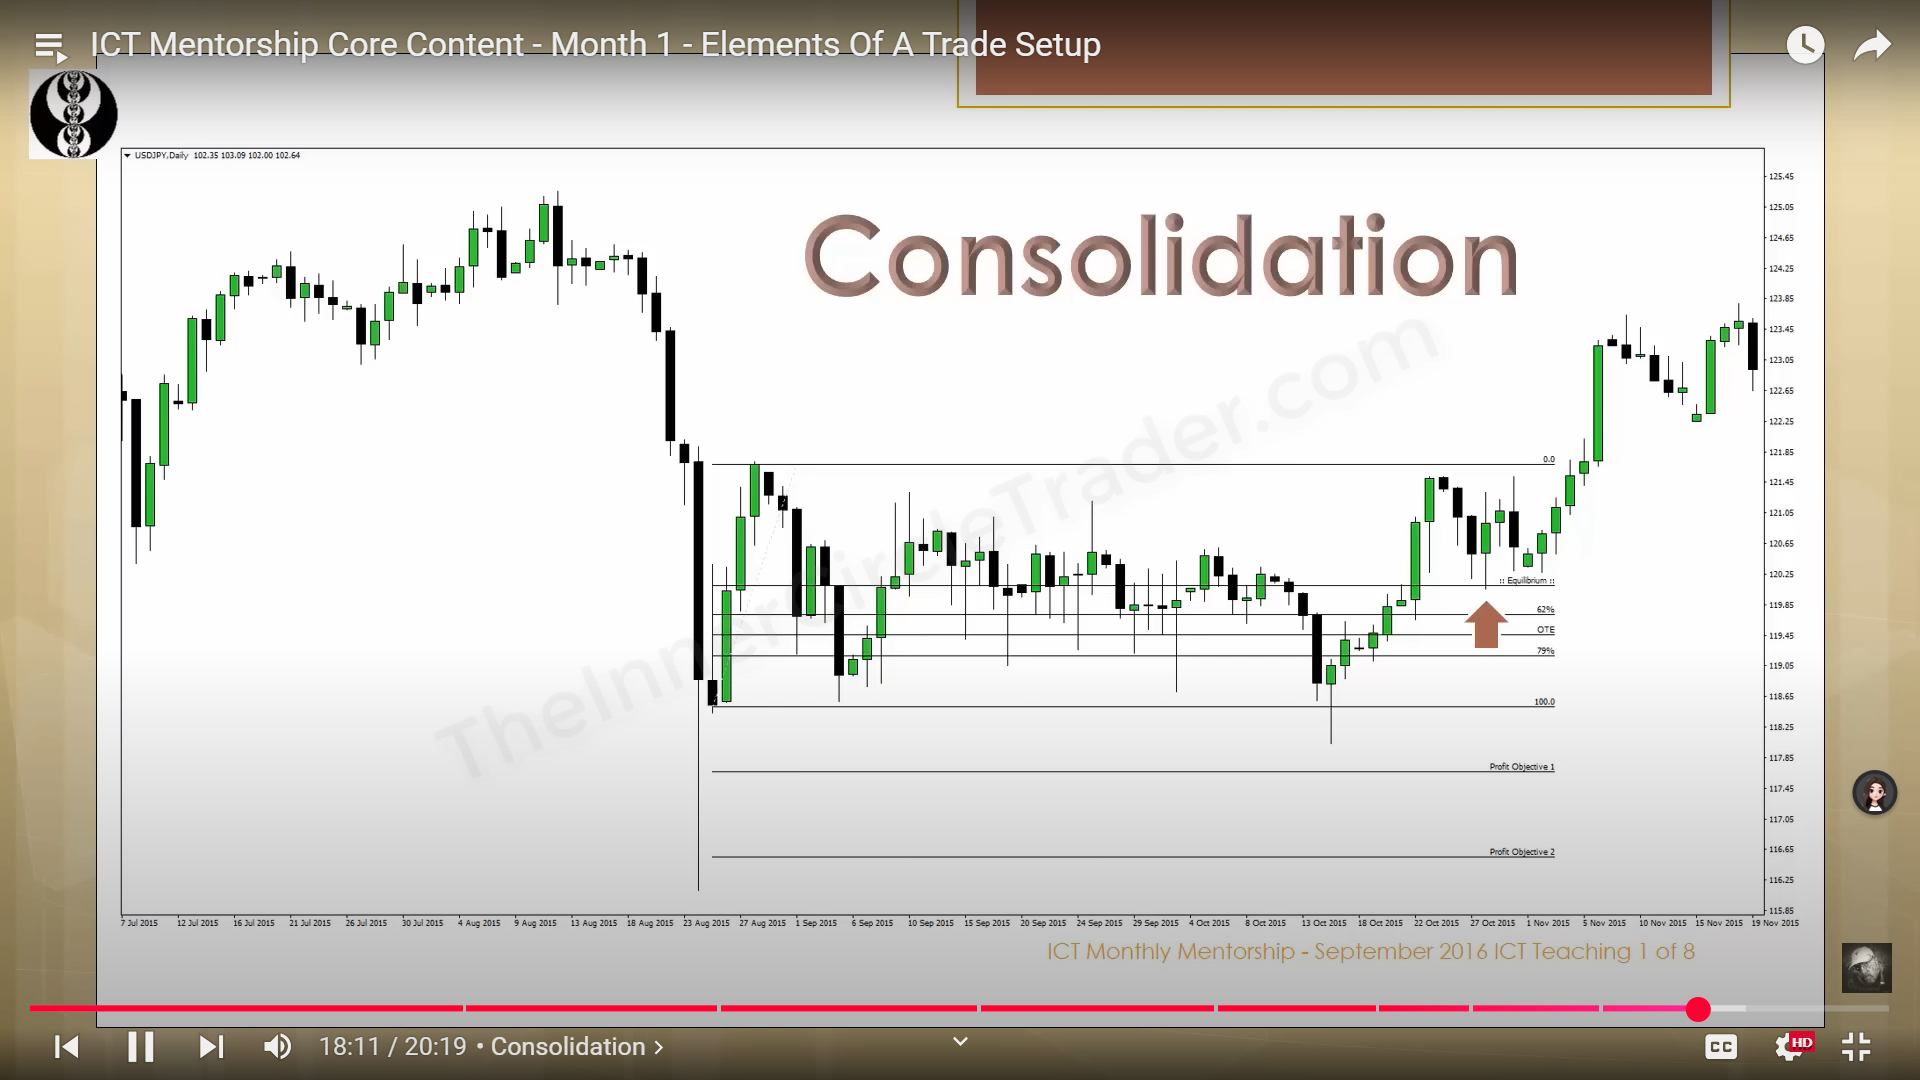 ICT Mentorship Core Content - Month 1 - Elements Of A Trade Setup
USDJPY,Daily 102.35 103.09 102.00 102.64
Consolidation
TheInnerCircleTrader.com
125.45
125.05
124.65
124.25
123.85
123.45
123.05
122.65
122.25
121.85
121.45
121.05
120.65
120.25
119.85
119.45
119.05
118.65
118.25
117.85
117.45
117.05
116.65
116.25
115.85
0.0
:: Equilibrium ::
62%
OTE
79%
100.0
Profit Objective 1
Profit Objective 2
7 Jul 2015 12 Jul 2015 16 Jul 2015 21 Jul 2015 26 Jul 2015 30 Jul 2015 4 Aug 2015 9 Aug 2015 13 Aug 2015 18 Aug 2015 23 Aug 2015 27 Aug 2015 1 Sep 2015 6 Sep 2015 10 Sep 2015 15 Sep 2015 20 Sep 2015 24 Sep 2015 29 Sep 2015 4 Oct 2015 8 Oct 2015 13 Oct 2015 18 Oct 2015 22 Oct 2015 27 Oct 2015 1 Nov 2015 5 Nov 2015 10 Nov 2015 15 Nov 2015 19 Nov 2015
ICT Monthly Mentorship - September 2016 ICT Teaching 1 of 8
18:11 / 20:19 • Consolidation >
CC
HD